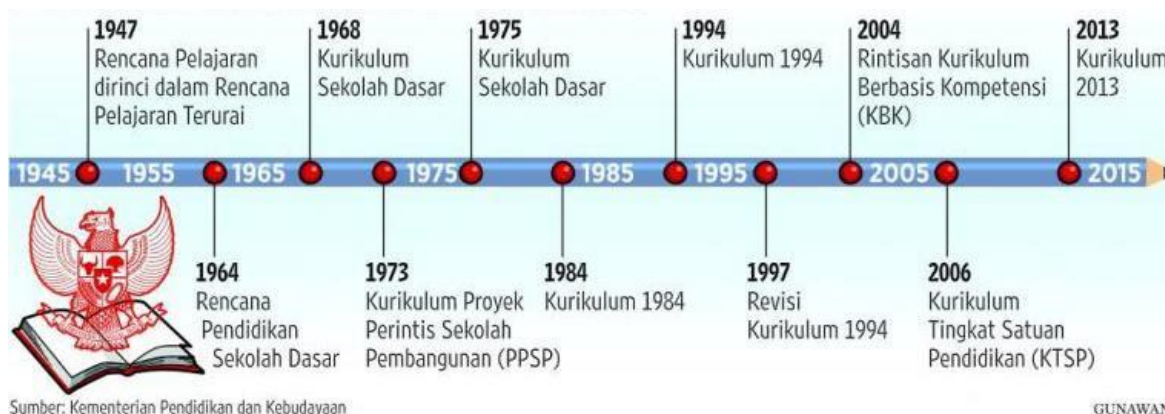 1947
Rencana Pelajaran
dirinci dalam Rencana
Pelajaran Terurai
1968
Kurikulum
Sekolah Dasar
1975
Kurikulum
Sekolah Dasar
1994
Kurikulum 1994
2004
Rintisan Kurikulum
Berbasis Kompetensi
(KBK)
2013
Kurikulum
2013
1945 1955 1965 1975 1985 1995 2005 2015
1964
Rencana
Pendidikan
Sekolah Dasar
1973
Kurikulum Proyek
Perintis Sekolah
Pembangunan (PPSP)
1984
Kurikulum 1984
1997
Revisi
Kurikulum 1994
2006
Kurikulum
Tingkat Satuan
Pendidikan (KTSP)
Sumber: Kementerian Pendidikan dan Kebudayaan
GUNAWAN